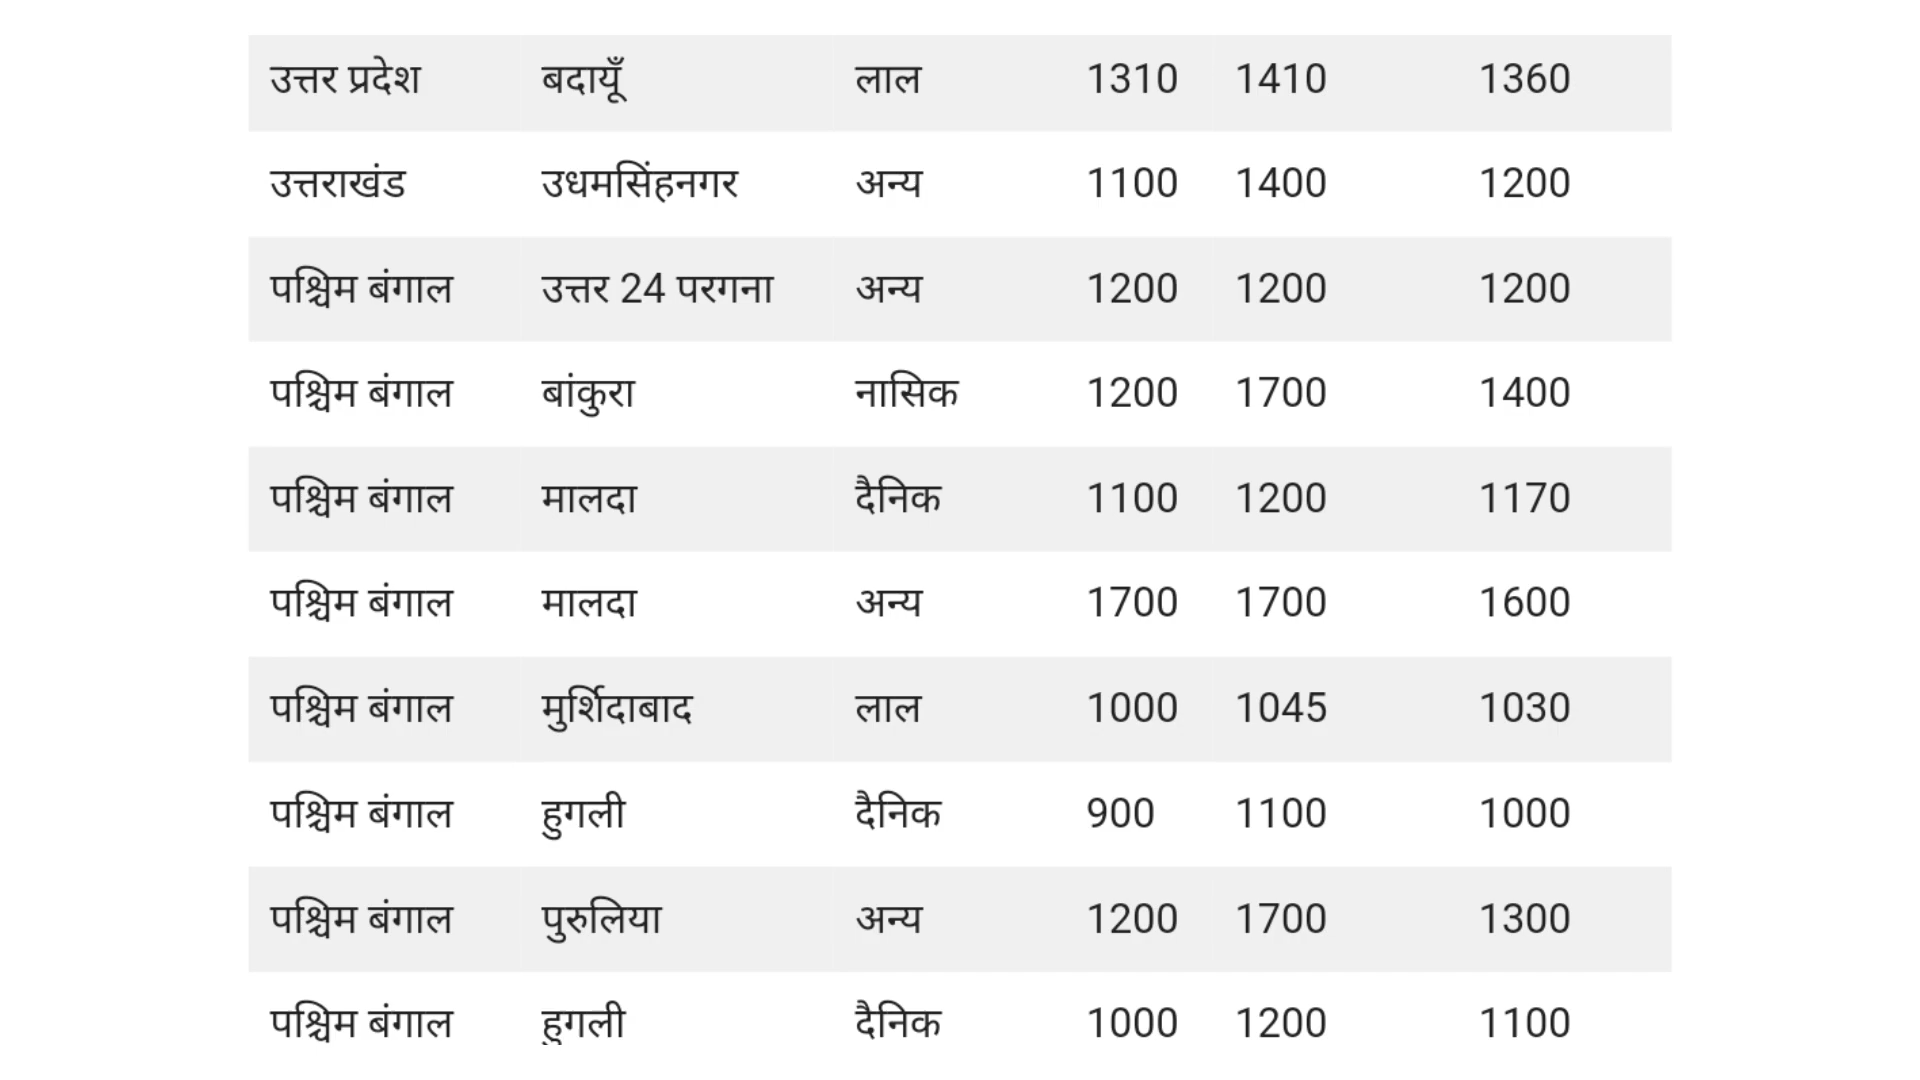 उत्तर प्रदेश बदायूँ लाल 1310 1410 1360
उत्तराखंड उधमसिंहनगर अन्य 1100 1400 1200
पश्चिम बंगाल उत्तर 24 परगना अन्य 1200 1200 1200
पश्चिम बंगाल बांकुरा नासिक 1200 1700 1400
पश्चिम बंगाल मालदा दैनिक 1100 1200 1170
पश्चिम बंगाल मालदा अन्य 1700 1700 1600
पश्चिम बंगाल मुर्शिदाबाद लाल 1000 1045 1030
पश्चिम बंगाल हुगली दैनिक 900 1100 1000
पश्चिम बंगाल पुरुलिया अन्य 1200 1700 1300
पश्चिम बंगाल हुगली दैनिक 1000 1200 1100